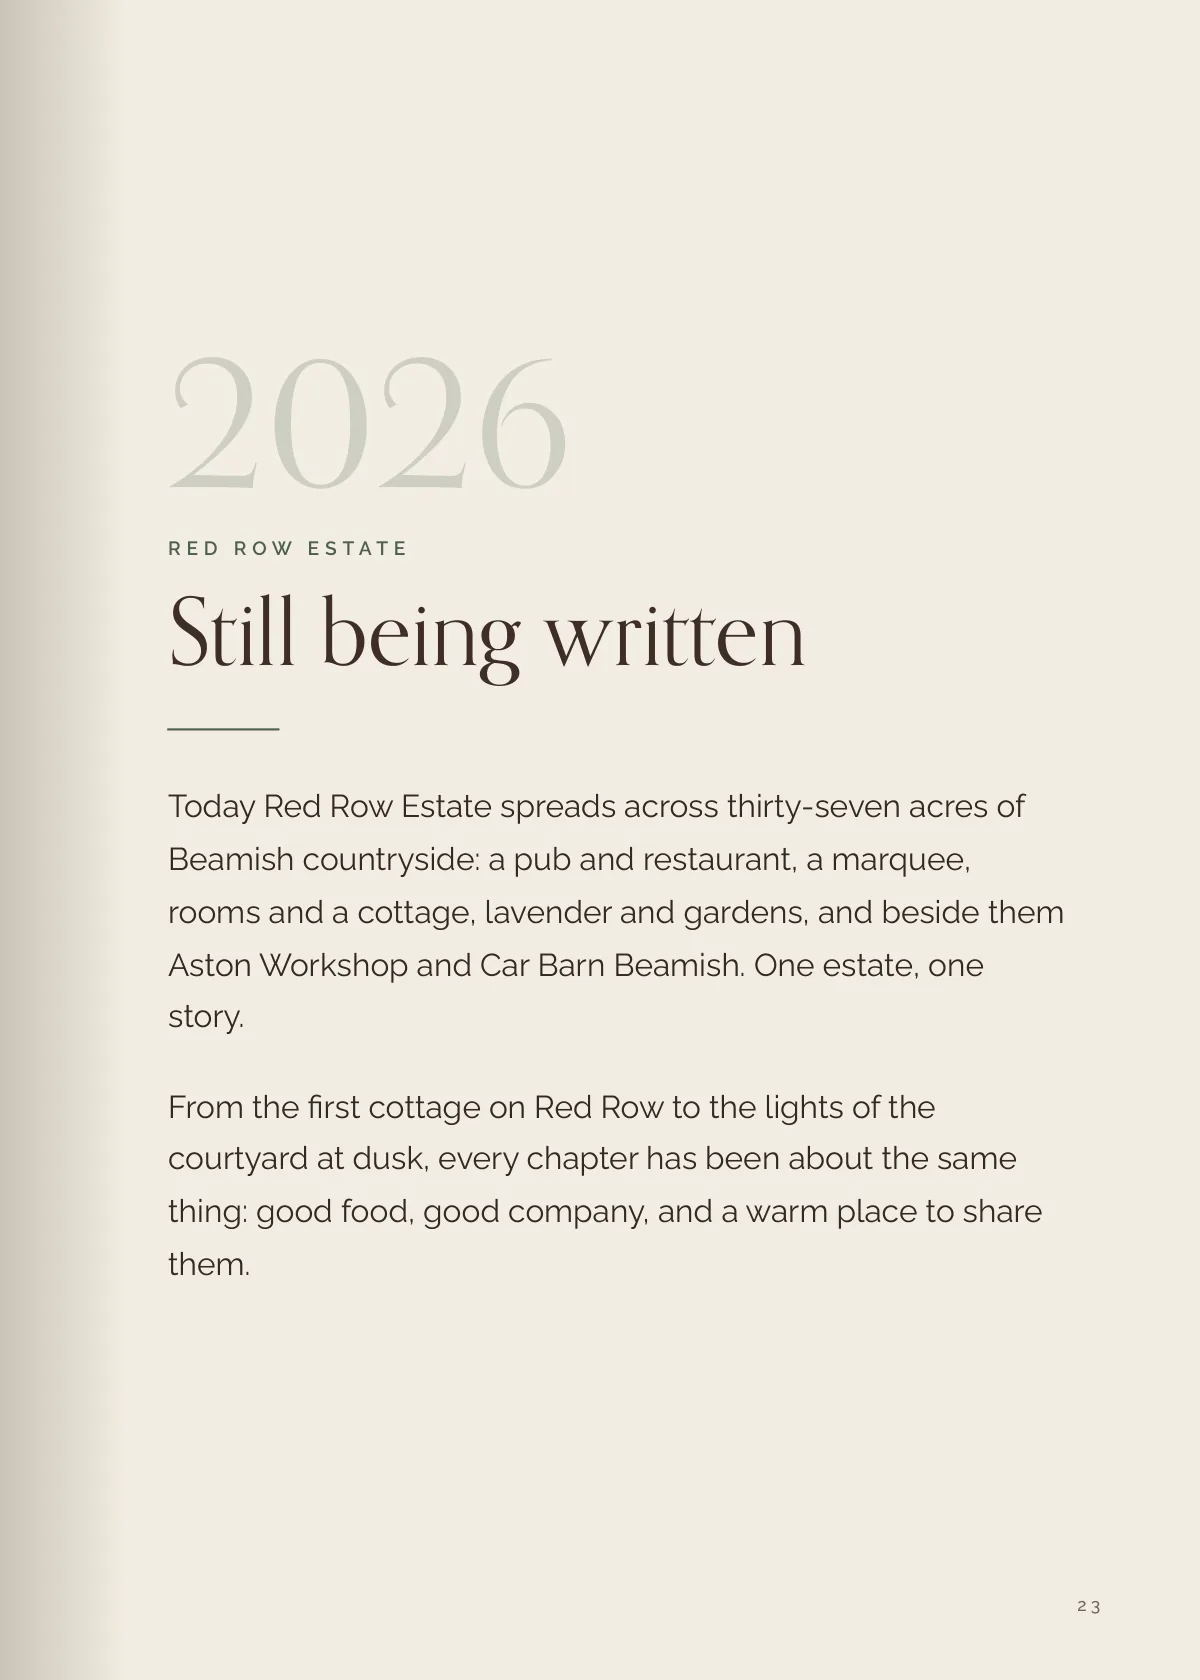 2026
RED ROW ESTATE
Still being written
Today Red Row Estate spreads across thirty-seven acres of
Beamish countryside: a pub and restaurant, a marquee,
rooms and a cottage, lavender and gardens, and beside them
Aston Workshop and Car Barn Beamish. One estate, one
story.
From the first cottage on Red Row to the lights of the
courtyard at dusk, every chapter has been about the same
thing: good food, good company, and a warm place to share
them.
23